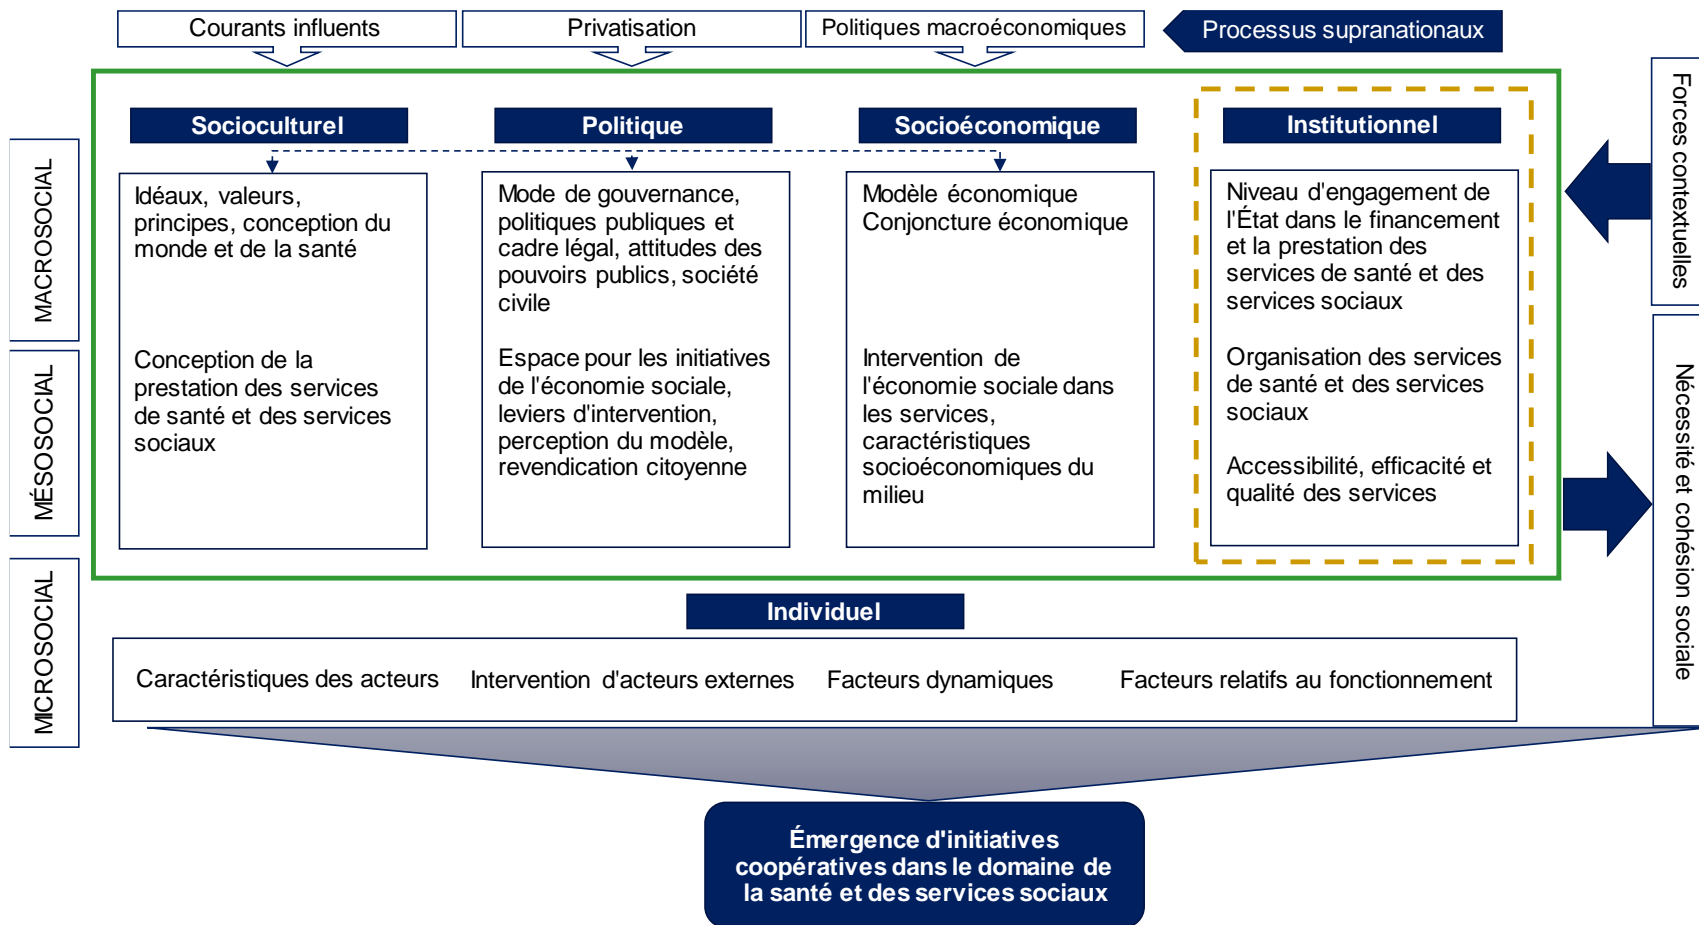 Courants influents
Privatisation
Politiques macroéconomiques
Processus supranationaux
Forces contextuelles
Nécessité et cohésion sociale
MACROSOCIAL
MÉSOSOCIAL
MICROSOCIAL
Socioculturel
Idéaux, valeurs,
principes, conception du
monde et de la santé
Conception de la
prestation des services
de santé et des services
sociaux
Politique
Mode de gouvernance,
politiques publiques et
cadre légal, attitudes des
pouvoirs publics, société
civile
Espace pour les initiatives
de l'économie sociale,
leviers d'intervention,
perception du modèle,
revendication citoyenne
Socioéconomique
Modèle économique
Conjoncture économique
Intervention de
l'économie sociale dans
les services,
caractéristiques
socioéconomiques du
milieu
Institutionnel
Niveau d'engagement de
l'État dans le financement
et la prestation des
services de santé et des
services sociaux
Organisation des services
de santé et des services
sociaux
Accessibilité, efficacité et
qualité des services
Individuel
Caractéristiques des acteurs
Intervention d'acteurs externes
Facteurs dynamiques
Facteurs relatifs au fonctionnement
Émergence d'initiatives
coopératives dans le domaine de
la santé et des services sociaux